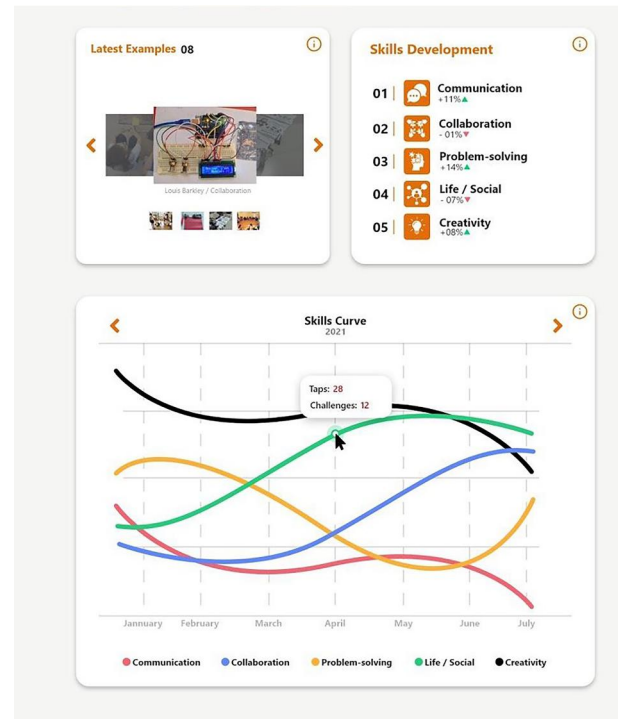 Latest Examples 08
Louis Barkley / Collaboration
Skills Development
01 Communication
+11%
02 Collaboration
- 01%
03 Problem-solving
+14%
04 Life / Social
- 07%
05 Creativity
+08%
Skills Curve
2021
Taps: 28
Challenges: 12
Jannuary February March April May June July
Communication Collaboration Problem-solving Life / Social Creativity